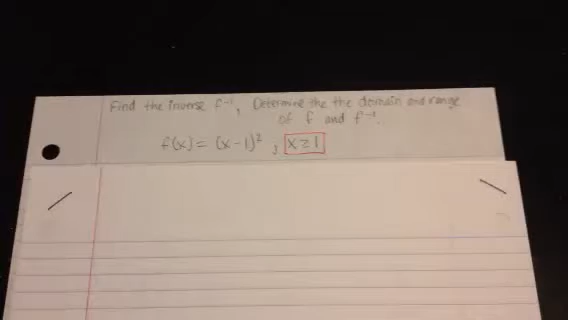 Find the inverse f⁻¹, Determine the the domain and range
of f and f⁻¹.
f(x) = (x-1)², x≥1